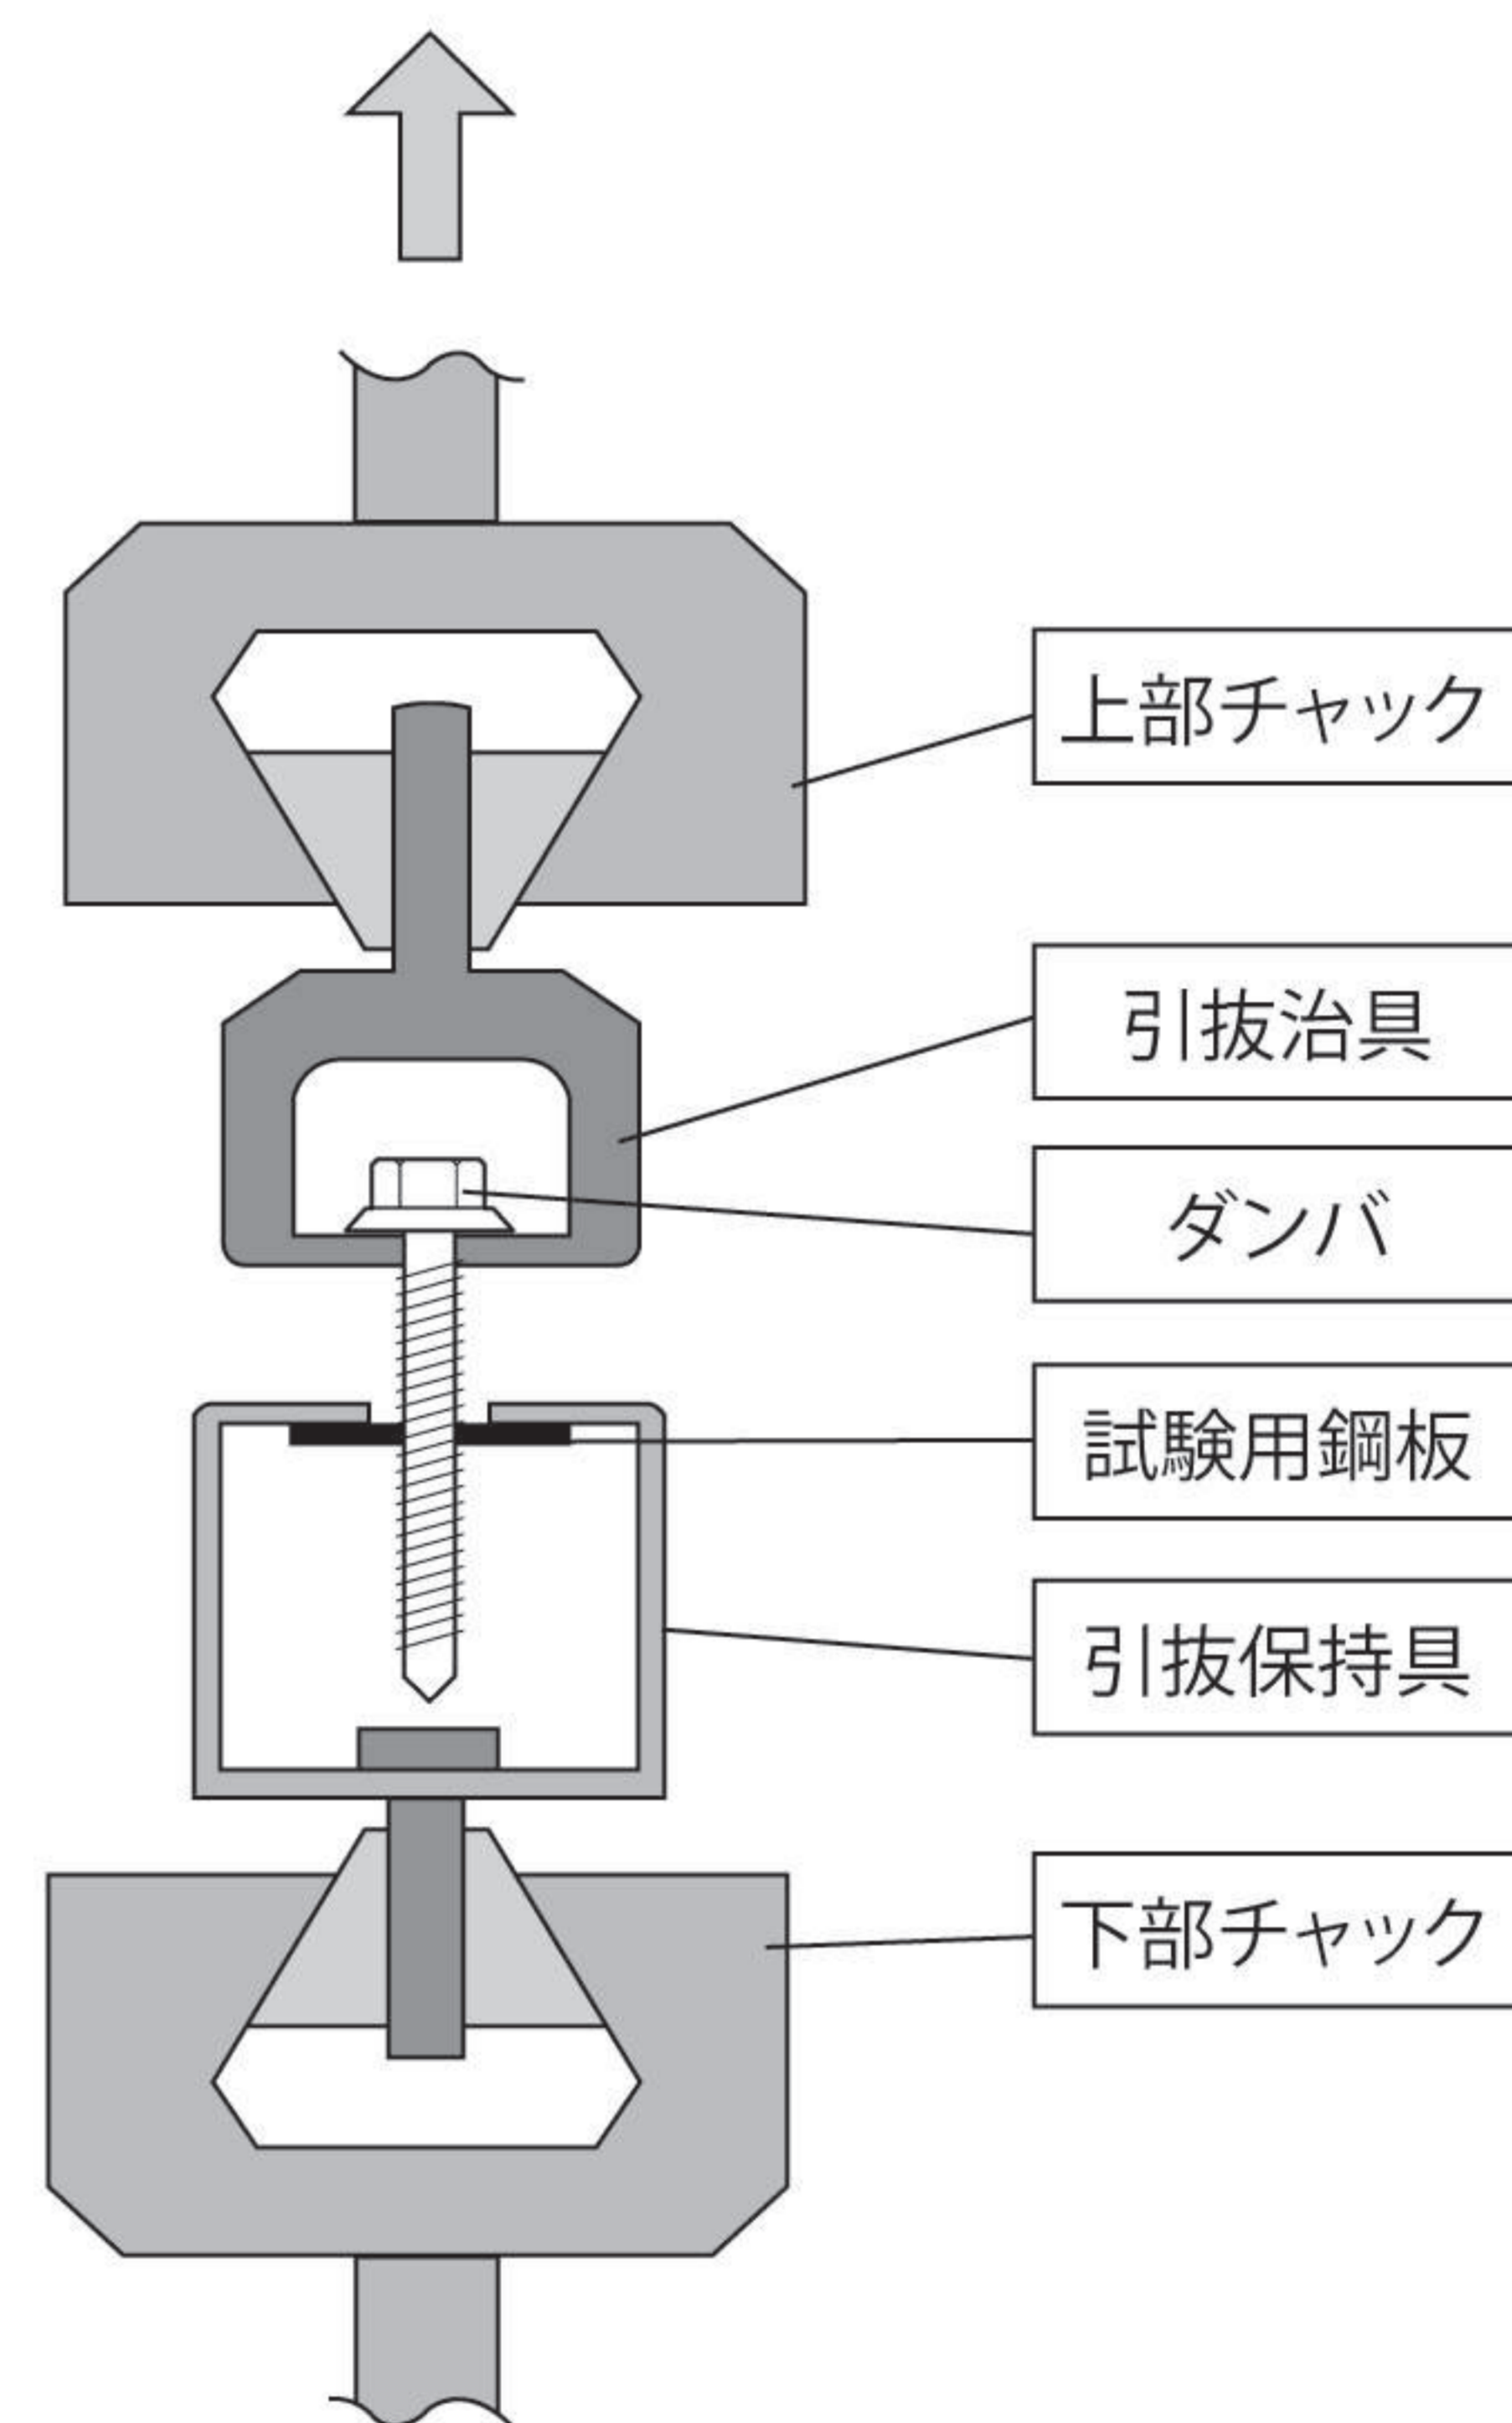 上部チャック
引抜治具
ダンバ
試験用鋼板
引抜保持具
下部チャック